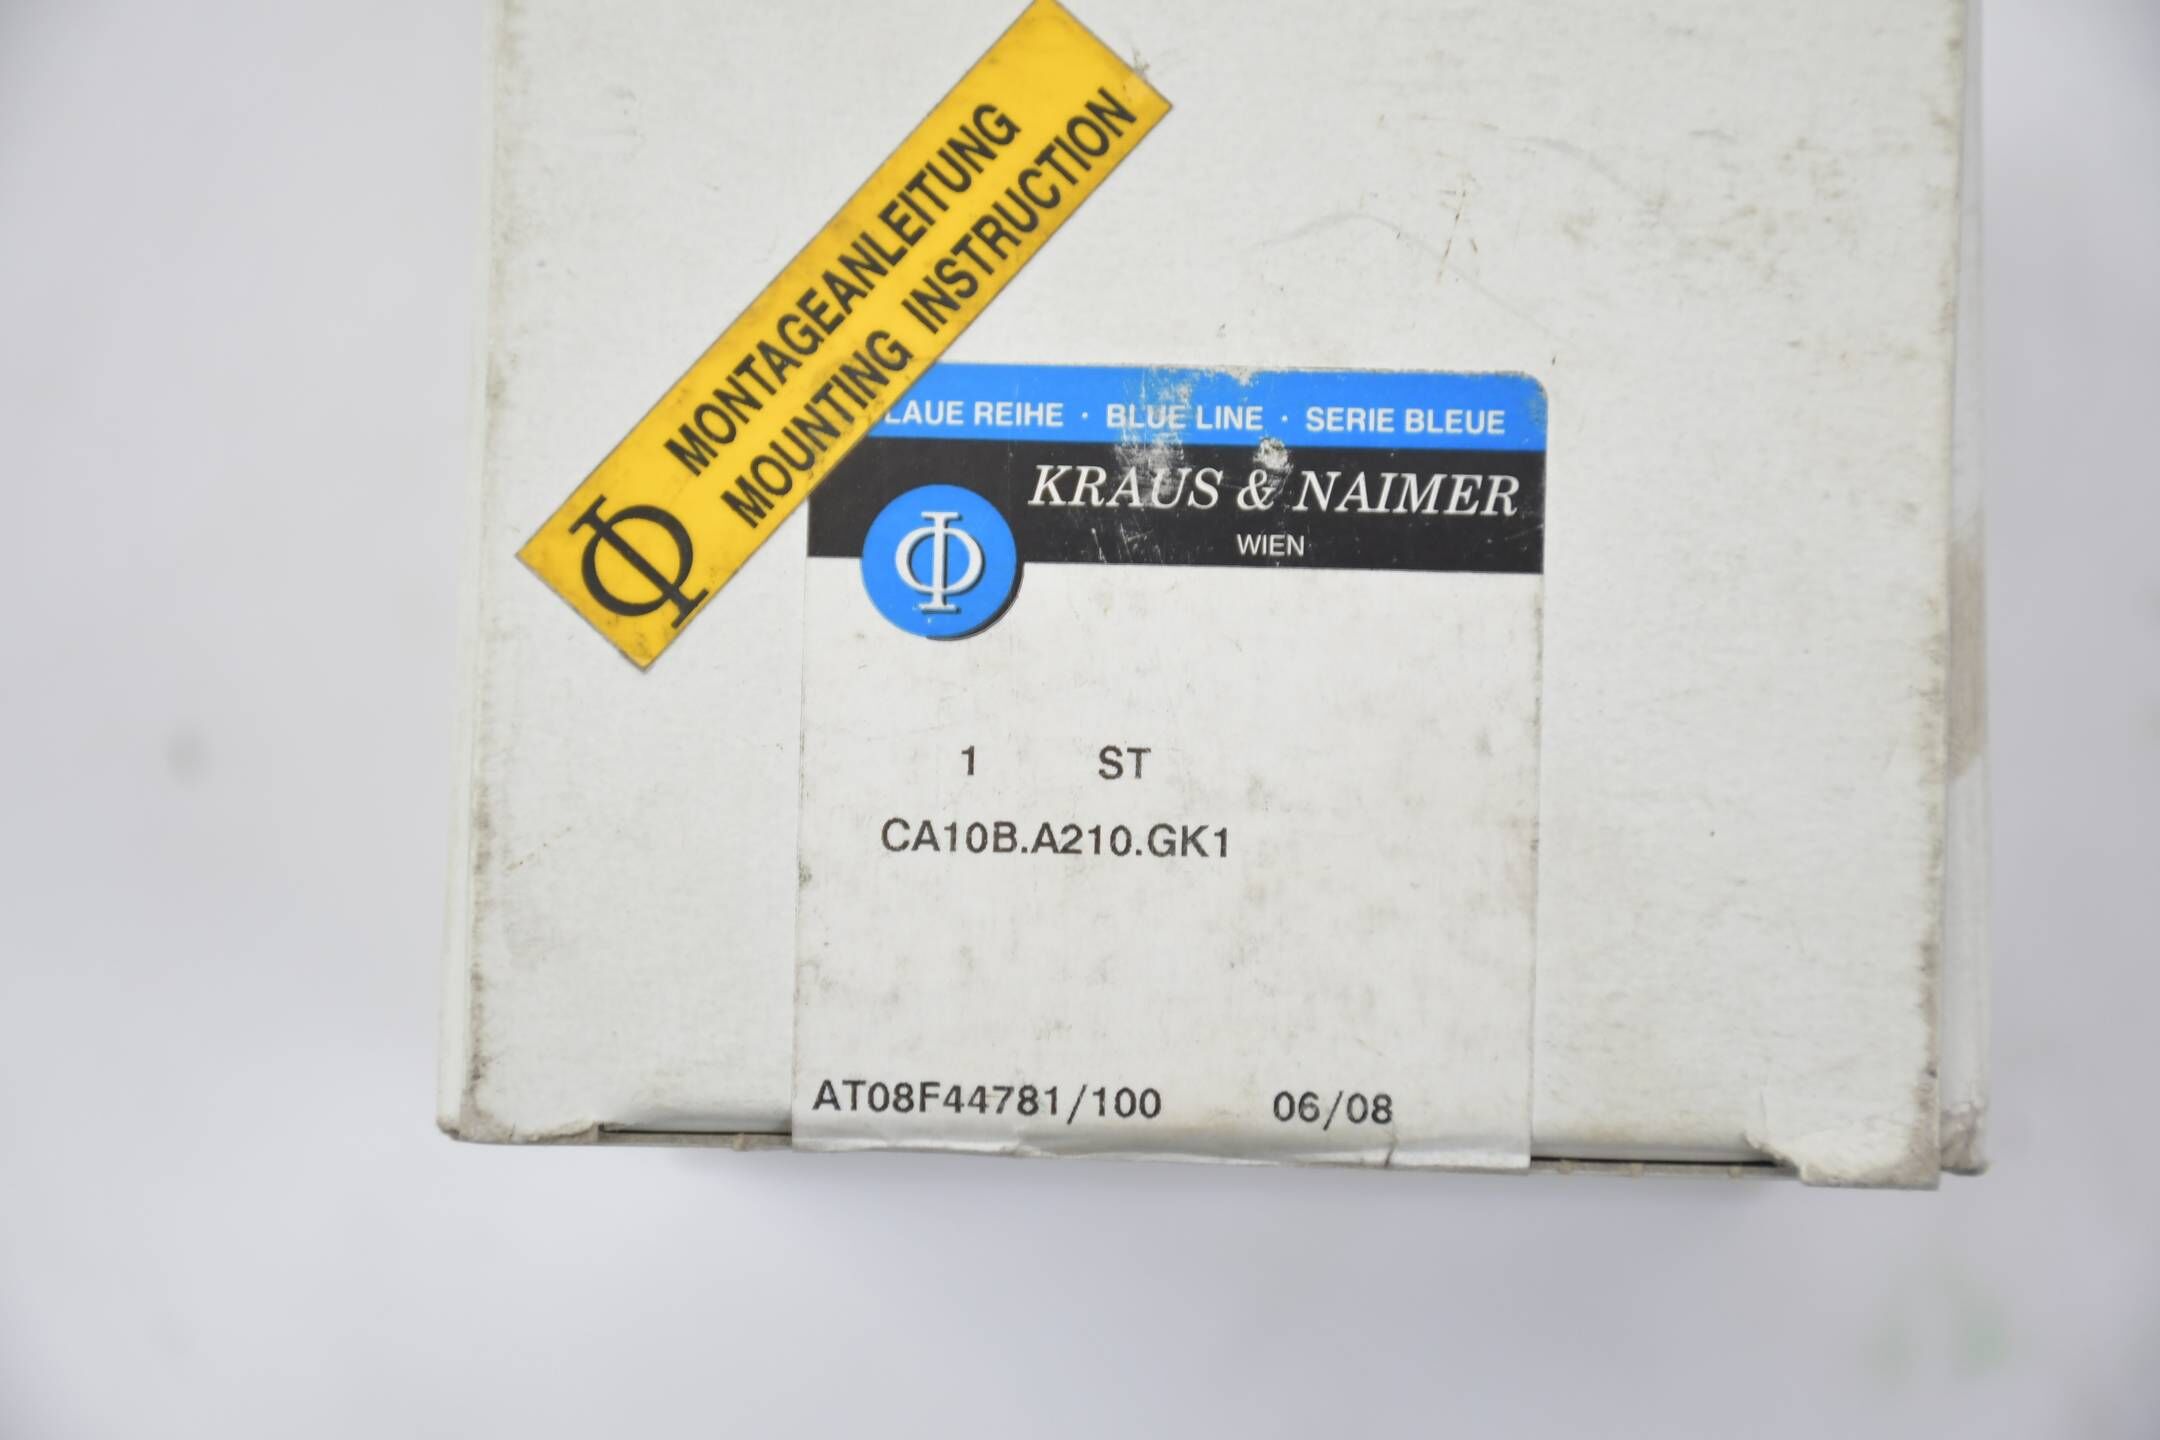 MONTAGEANLEITUNG
MOUNTING INSTRUCTION
LAUE REIHE · BLUE LINE · SERIE BLEUE
KRAUS & NAIMER
WIEN
1 ST
CA10B.A210.GK1
AT08F44781/100 06/08